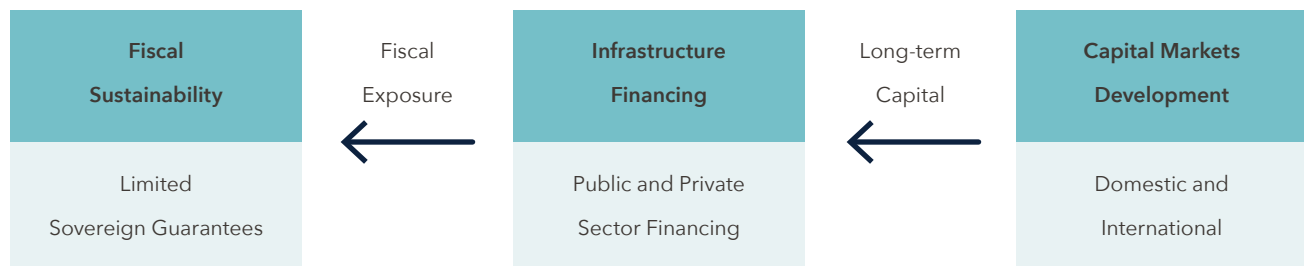 Fiscal
Sustainability
Limited
Sovereign Guarantees
Fiscal
Exposure
Infrastructure
Financing
Public and Private
Sector Financing
Long-term
Capital
Capital Markets
Development
Domestic and
International